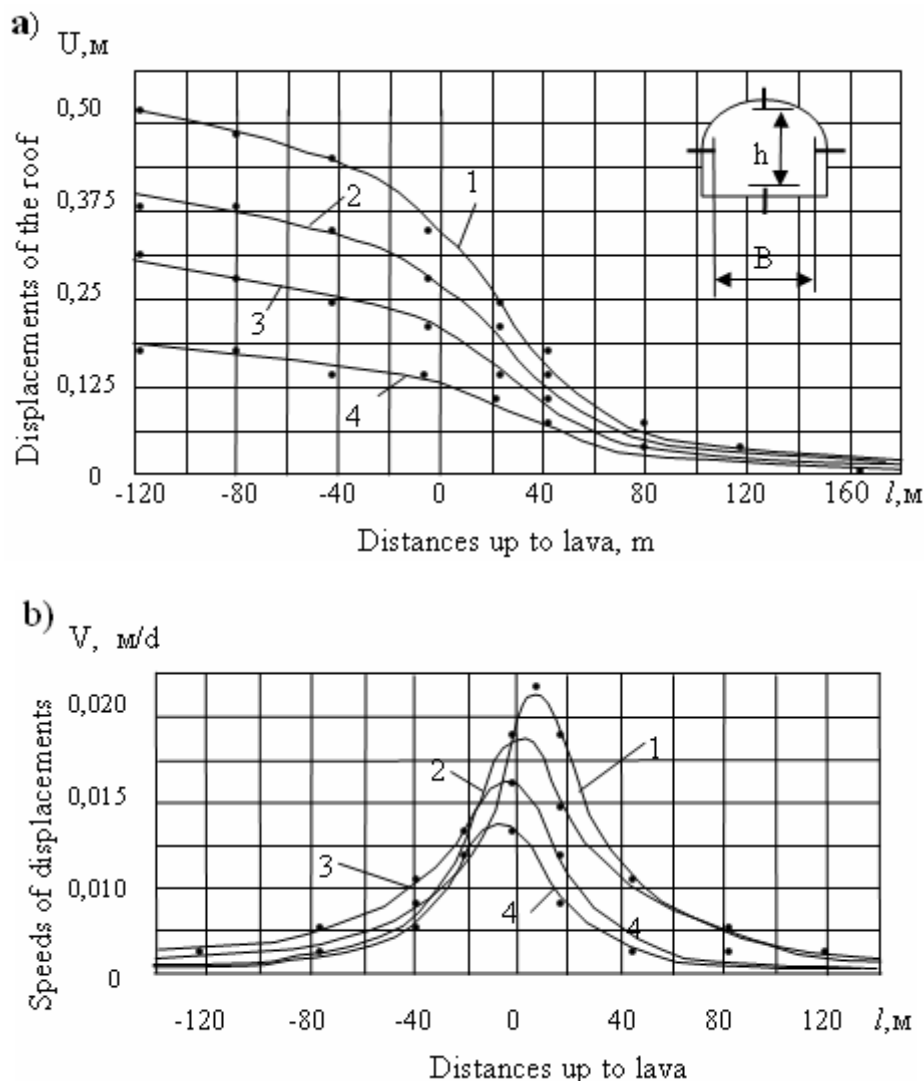 a)
U,м
0,50
0,375
0,25
0,125
0
Displacements of the roof
1
2
3
4
h
B
-120 -80 -40 0 40 80 120 160 l,м
Distances up to lava, m
b)
V, м/d
0,020
0,015
0,010
0
Speeds of displacements
1
2
3
4
4
-120 -80 -40 0 40 80 120 l,м
Distances up to lava